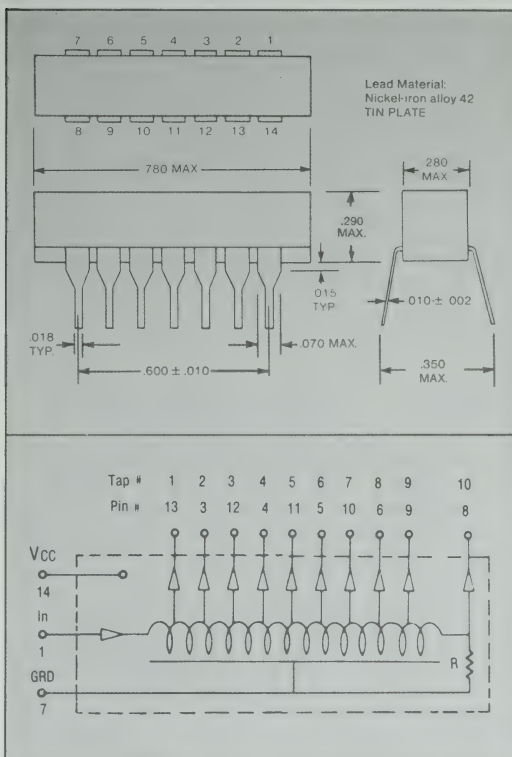 7 6 5 4 3 2 1
Lead Material:
Nickel-iron alloy 42
TIN PLATE
8 9 10 11 12 13 14
780 MAX
.280
MAX
.290
MAX.
.015
TYP.
.010 ± .002
.018
TYP.
.070 MAX.
.600 ± .010
.350
MAX.
Tap # 1 2 3 4 5 6 7 8 9 10
Pin # 13 3 12 4 11 5 10 6 9 8
VCC
14
In
1
R
GRD
7